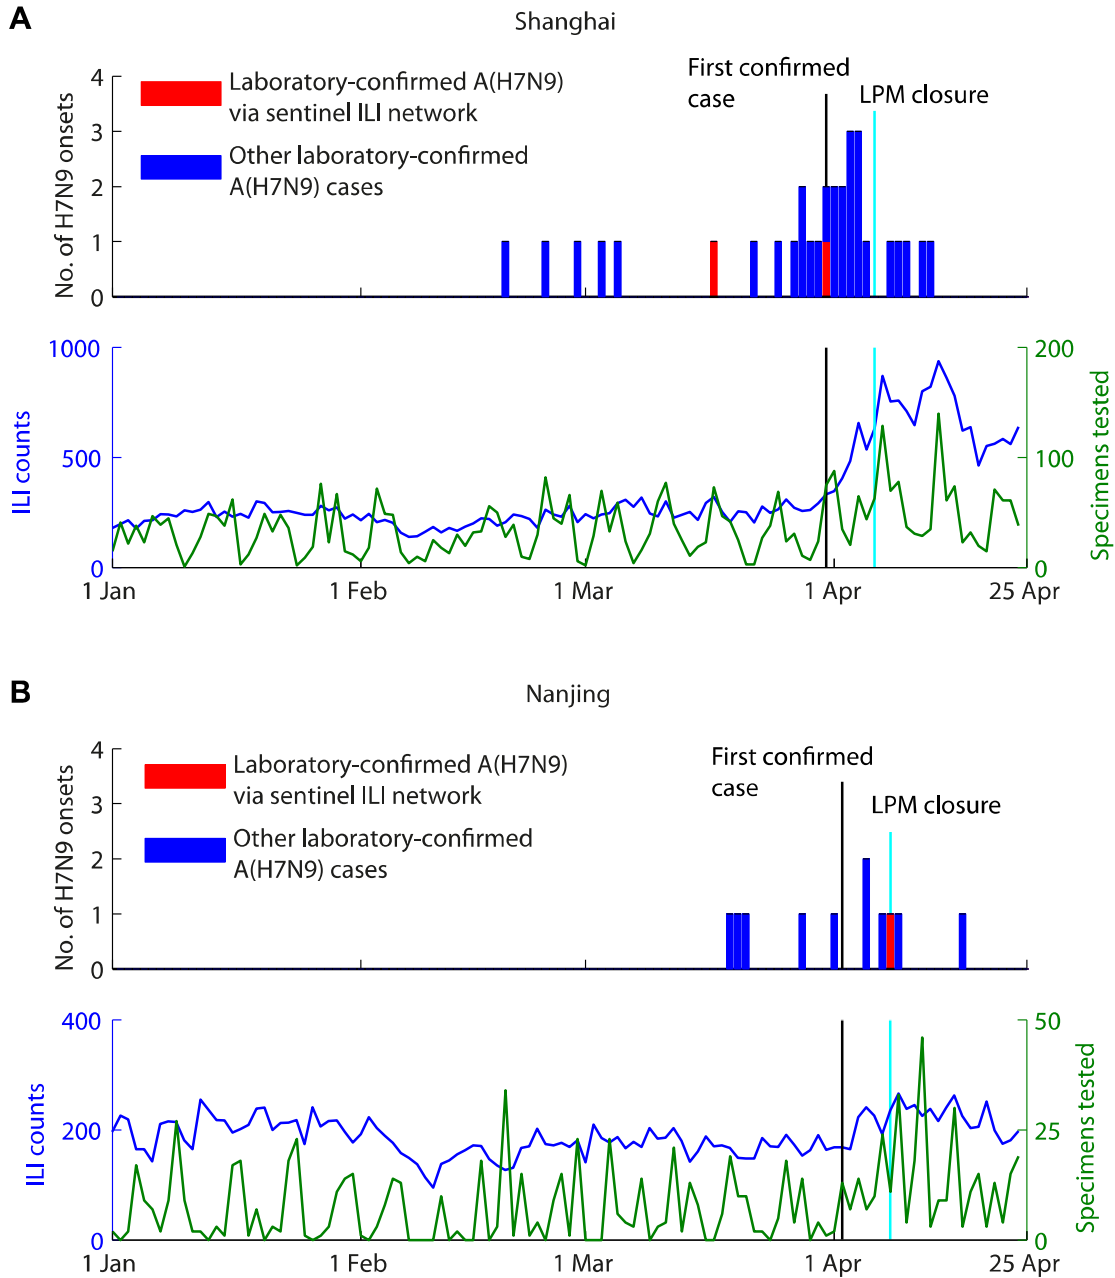 A
Shanghai
No. of H7N9 onsets
4
3
2
1
0
Laboratory-confirmed A(H7N9)
via sentinel ILI network
Other laboratory-confirmed
A(H7N9) cases
First confirmed
case
LPM closure
ILI counts
1000
500
0
200
100
0
Specimens tested
1 Jan
1 Feb
1 Mar
1 Apr
25 Apr
B
Nanjing
No. of H7N9 onsets
4
3
2
1
0
Laboratory-confirmed A(H7N9)
via sentinel ILI network
Other laboratory-confirmed
A(H7N9) cases
First confirmed
case
LPM closure
ILI counts
400
200
0
50
25
0
Specimens tested
1 Jan
1 Feb
1 Mar
1 Apr
25 Apr